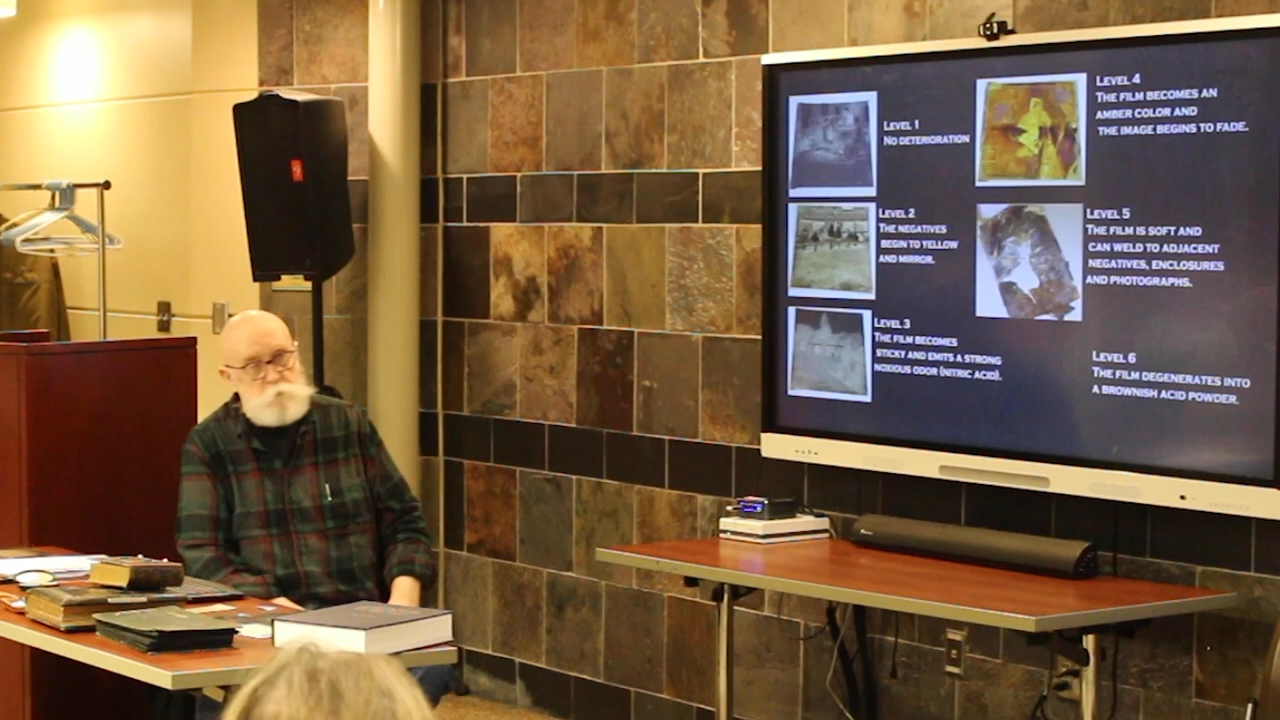 LEVEL 1
NO DETERIORATION
LEVEL 2
THE NEGATIVES
BEGIN TO YELLOW
AND MIRROR.
LEVEL 3
THE FILM BECOMES
STICKY AND EMITS A STRONG
NOXIOUS ODOR (NITRIC ACID).
LEVEL 4
THE FILM BECOMES AN
AMBER COLOR AND
THE IMAGE BEGINS TO FADE.
LEVEL 5
THE FILM IS SOFT AND
CAN WELD TO ADJACENT
NEGATIVES, ENCLOSURES
AND PHOTOGRAPHS.
LEVEL 6
THE FILM DEGENERATES INTO
A BROWNISH ACID POWDER.